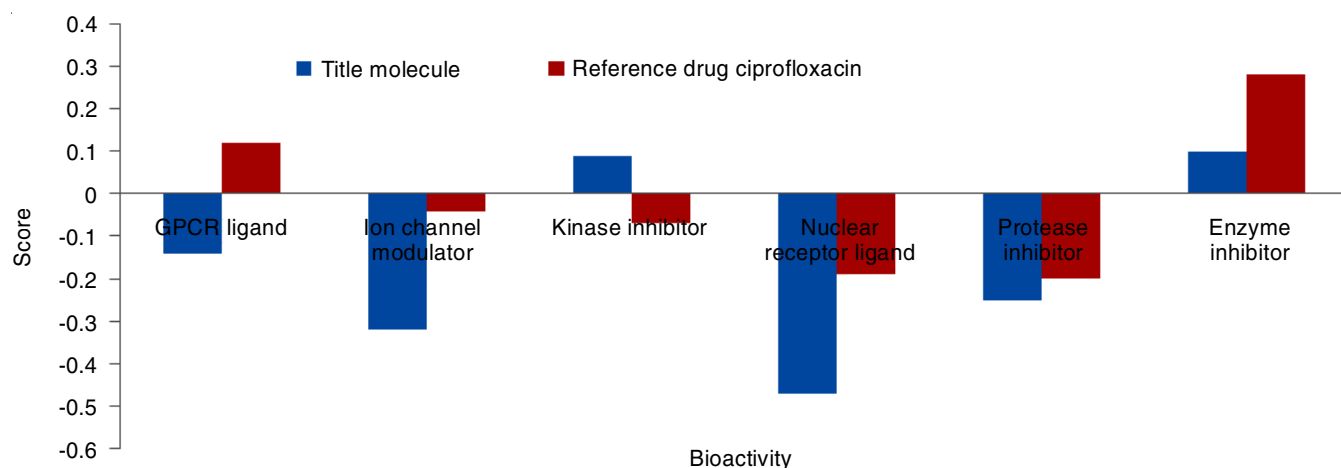 0.4
0.3
0.2
0.1
0
-0.1
-0.2
-0.3
-0.4
-0.5
-0.6
Score
Title molecule
Reference drug ciprofloxacin
GPCR ligand
Ion channel
modulator
Kinase inhibitor
Nuclear
receptor ligand
Protease
inhibitor
Enzyme
inhibitor
Bioactivity